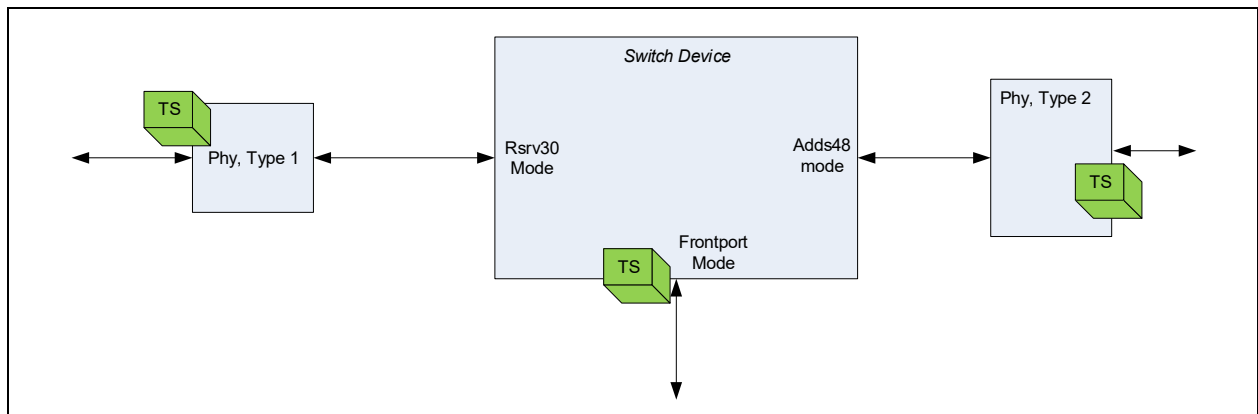 Switch Device
TS
Phy, Type 1
Rsrv30
Mode
Adds48
mode
Phy, Type 2
TS
Frontport
Mode
TS